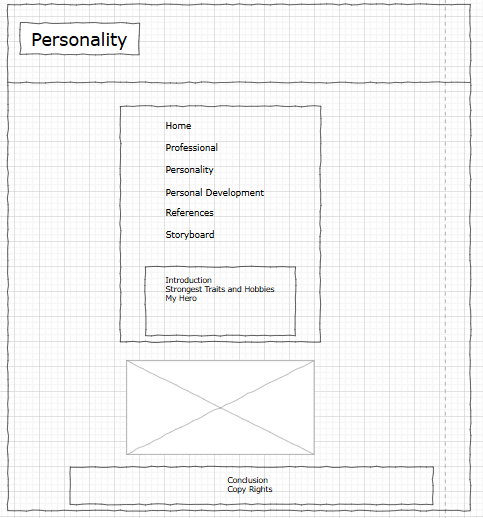 Personality
Home
Professional
Personality
Personal Development
References
Storyboard
Introduction
Strongest Traits and Hobbies
My Hero
Conclusion
Copy Rights